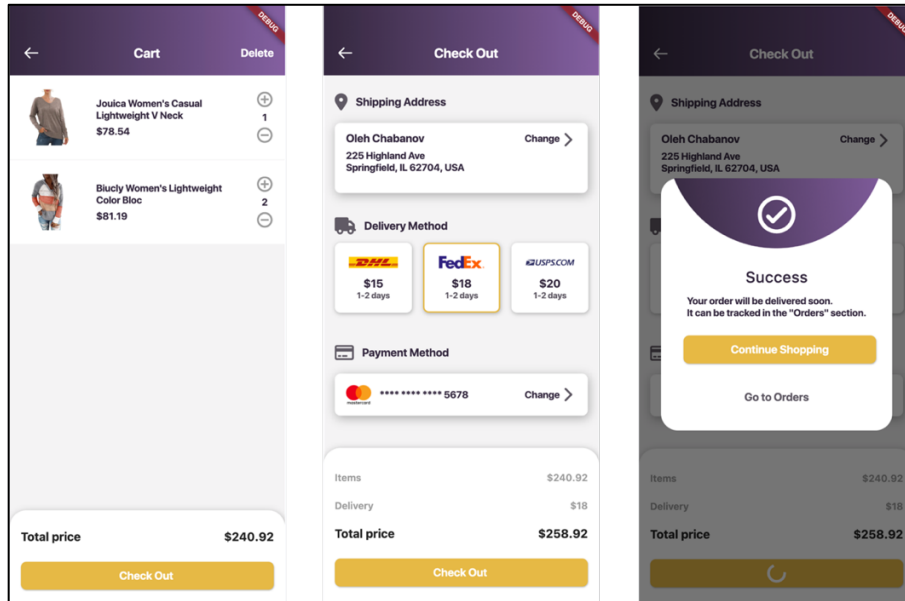 DEBUG
Cart
Delete
Jouica Women's Casual
Lightweight V Neck
$78.54
1
Biucly Women's Lightweight
Color Bloc
$81.19
2
Total price
$240.92
Check Out
DEBUG
Check Out
Shipping Address
Oleh Chabanov
Change
225 Highland Ave
Springfield, IL 62704, USA
Delivery Method
DHL
$15
1-2 days
FedEx
$18
1-2 days
USPS.COM
$20
1-2 days
Payment Method
mastercard
**** **** **** 5678
Change
Items
$240.92
Delivery
$18
Total price
$258.92
Check Out
DEBUG
Check Out
Shipping Address
Oleh Chabanov
Change
225 Highland Ave
Springfield, IL 62704, USA
Success
Your order will be delivered soon.
It can be tracked in the "Orders" section.
Continue Shopping
Go to Orders
Items
$240.92
Delivery
$18
Total price
$258.92